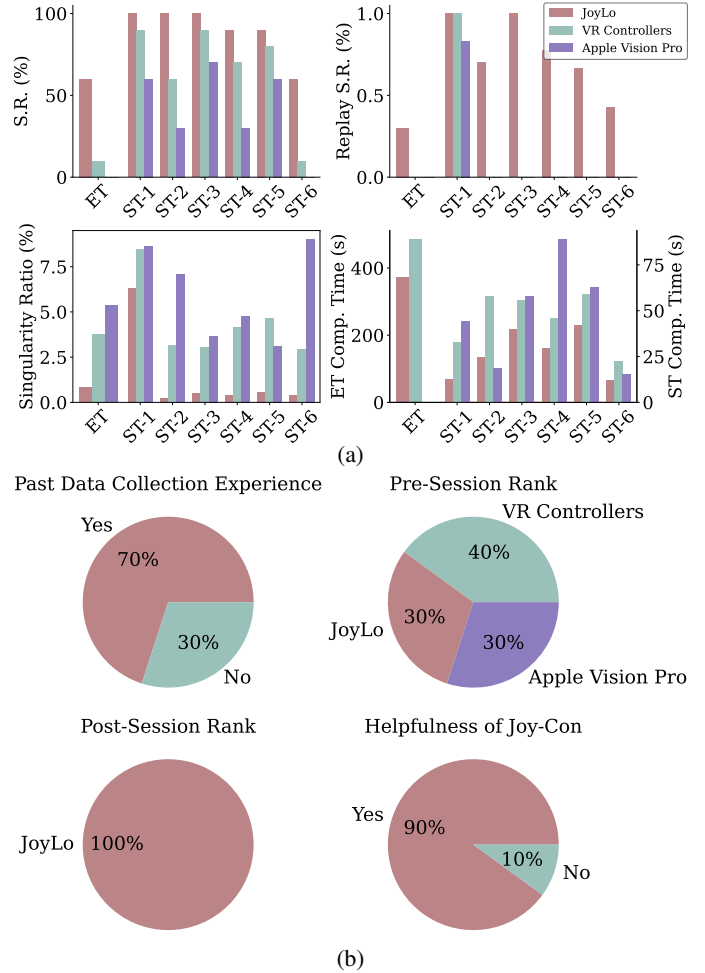 S.R. (%)
100
50
0
ET
ST-1
ST-2
ST-3
ST-4
ST-5
ST-6
Replay S.R. (%)
1.0
0.5
0.0
ET
ST-1
ST-2
ST-3
ST-4
ST-5
ST-6
JoyLo
VR Controllers
Apple Vision Pro
Singularity Ratio (%)
7.5
5.0
2.5
0.0
ET
ST-1
ST-2
ST-3
ST-4
ST-5
ST-6
ET Comp. Time (s)
400
200
0
ET
ST-1
ST-2
ST-3
ST-4
ST-5
ST-6
75
50
25
0
ST Comp. Time (s)
(a)
Past Data Collection Experience
Yes
70%
30%
No
Pre-Session Rank
VR Controllers
40%
JoyLo
30%
30%
Apple Vision Pro
Post-Session Rank
JoyLo
100%
Helpfulness of Joy-Con
Yes
90%
10%
No
(b)